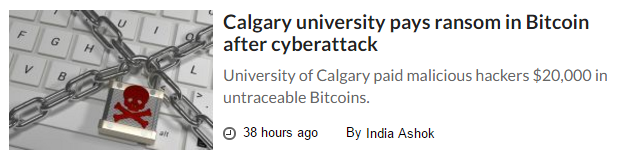 Calgary university pays ransom in Bitcoin
after cyberattack
University of Calgary paid malicious hackers $20,000 in
untraceable Bitcoins.
38 hours ago By India Ashok
F G H J U I O
V B N K L
alt